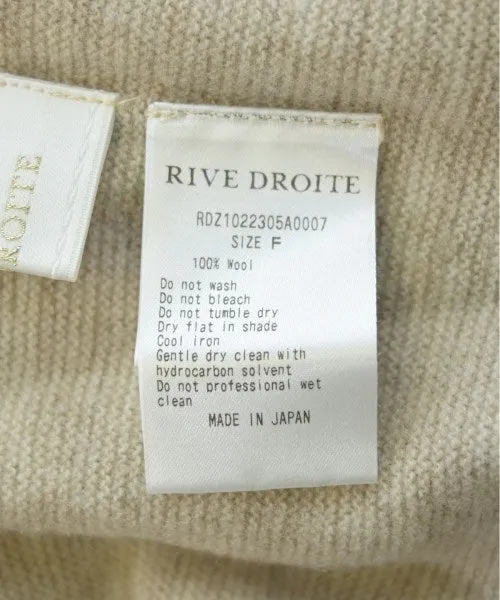 ROITE
RIVE DROITE
RDZ1022305A0007
SIZE F
100% Wool
Do not wash
Do not bleach
Do not tumble dry
Dry flat in shade
Cool iron
Gentle dry clean with
hydrocarbon solvent
Do not professional wet
clean
MADE IN JAPAN